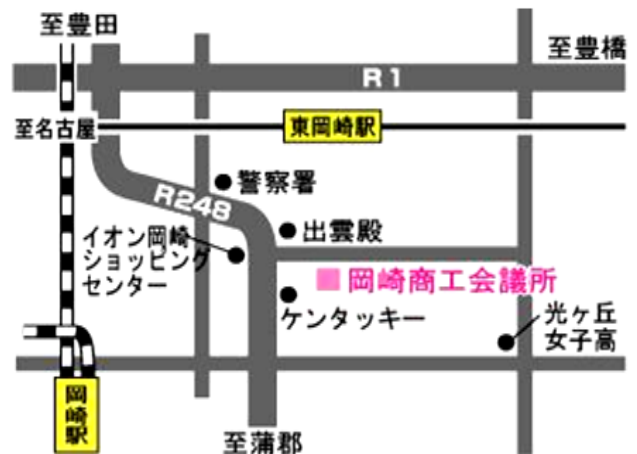 至豊田
至豊橋
R1
至名古屋
東岡崎駅
警察署
R248
出雲殿
イオン岡崎
ショッピング
センター
岡崎商工会議所
ケンタッキー
光ヶ丘
女子高
岡崎駅
至蒲郡